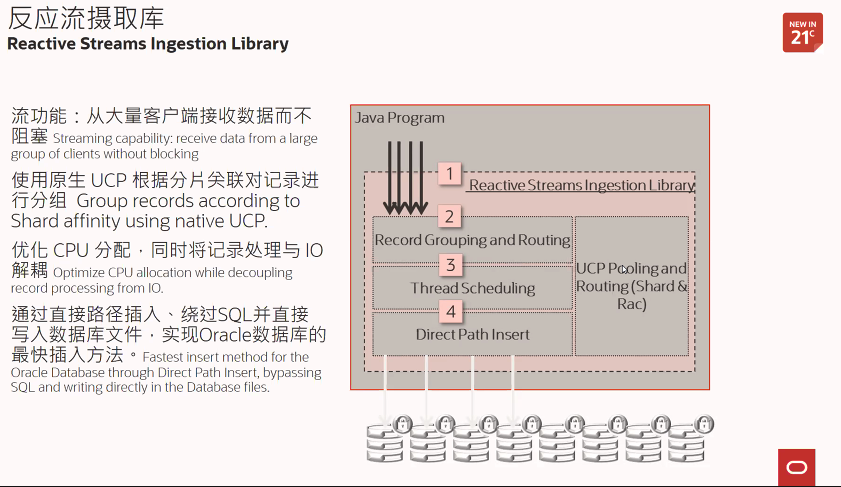 反应流摄取库
Reactive Streams Ingestion Library
NEW IN
21c
流功能：从大量客户端接收数据而不
阻塞 Streaming capability: receive data from a large
group of clients without blocking
使用原生 UCP 根据分片关联对记录进
行分组 Group records according to
Shard affinity using native UCP.
优化 CPU 分配，同时将记录处理与 IO
解耦 Optimize CPU allocation while decoupling
record processing from IO.
通过直接路径插入、绕过SQL并直接
写入数据库文件，实现Oracle数据库的
最快插入方法。Fastest insert method for the
Oracle Database through Direct Path Insert, bypassing
SQL and writing directly in the Database files.
Java Program
1
Reactive Streams Ingestion Library
2
Record Grouping and Routing
3
Thread Scheduling
4
Direct Path Insert
UCP Pooling and
Routing (Shard &
Rac)